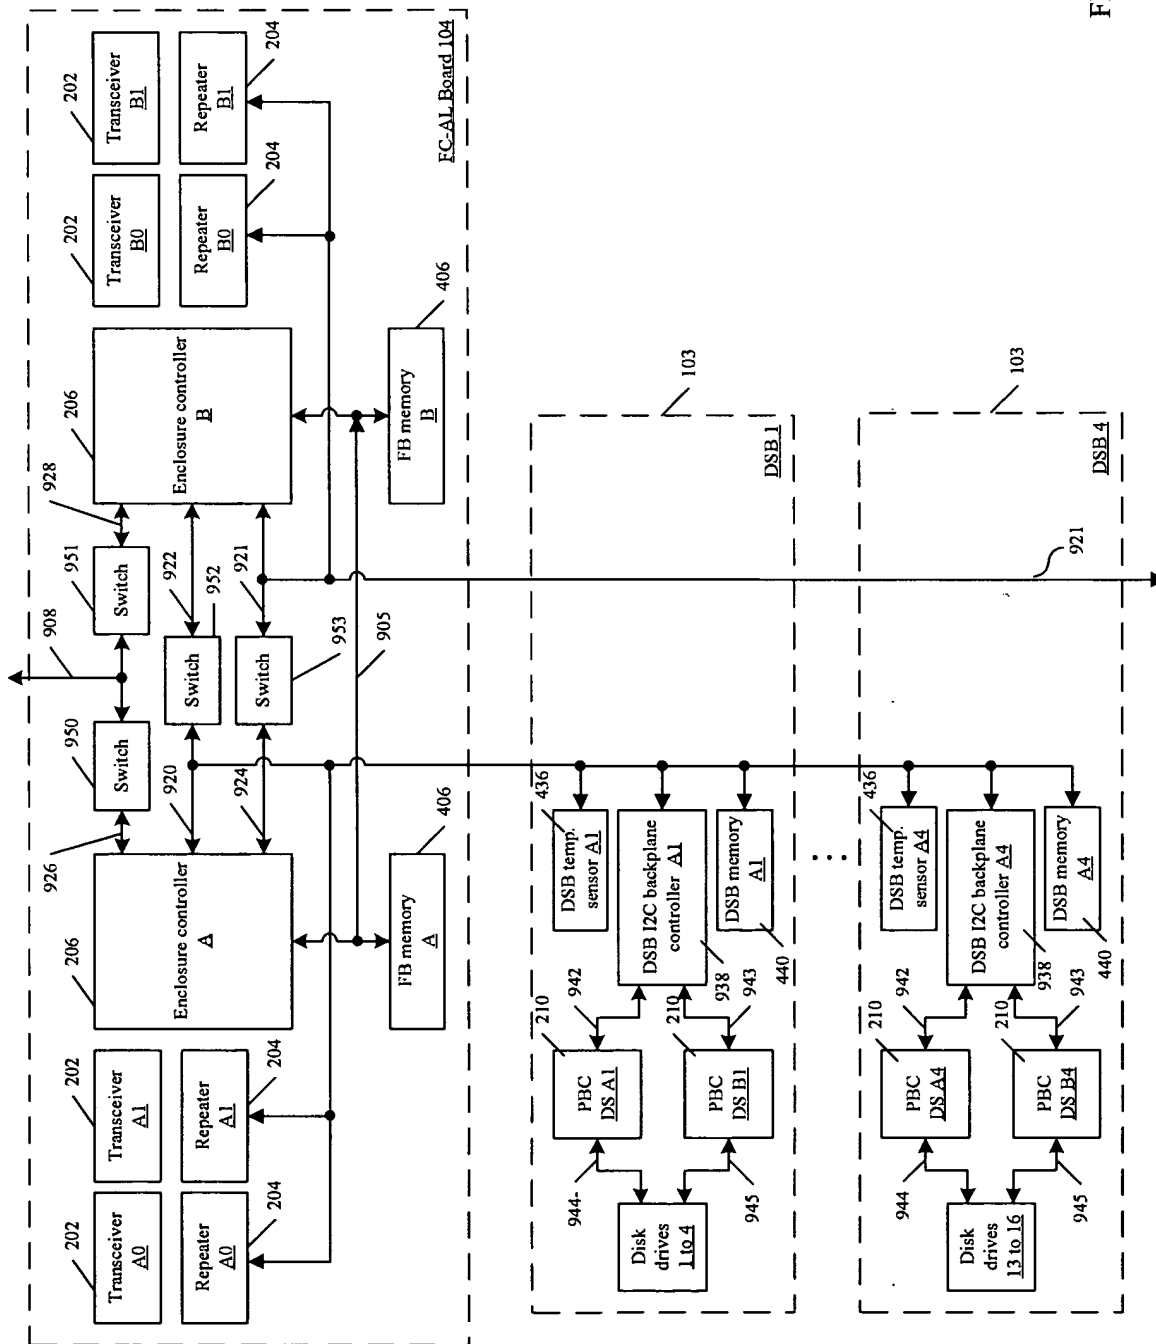 202
Transceiver
A0
202
Transceiver
A1
206
Enclosure controller
A
926
950
Switch
908
951
Switch
928
206
Enclosure controller
B
202
Transceiver
B0
202
Transceiver
B1
Repeater
A0
204
Repeater
A1
204
920
924
Switch
952
922
Switch
953
921
905
Repeater
B0
204
Repeater
B1
204
FB memory
A
406
FB memory
B
406
FC-AL Board 104
Disk
drives
1 to 4
944
945
210
PBC
DS A1
210
PBC
DS B1
942
943
938
DSB I2C backplane
controller A1
436
DSB temp.
sensor A1
DSB memory
A1
440
103
DSB 1
Disk
drives
13 to 16
944
945
210
PBC
DS A4
210
PBC
DS B4
942
943
938
DSB I2C backplane
controller A4
436
DSB temp.
sensor A4
DSB memory
A4
440
103
DSB 4
921